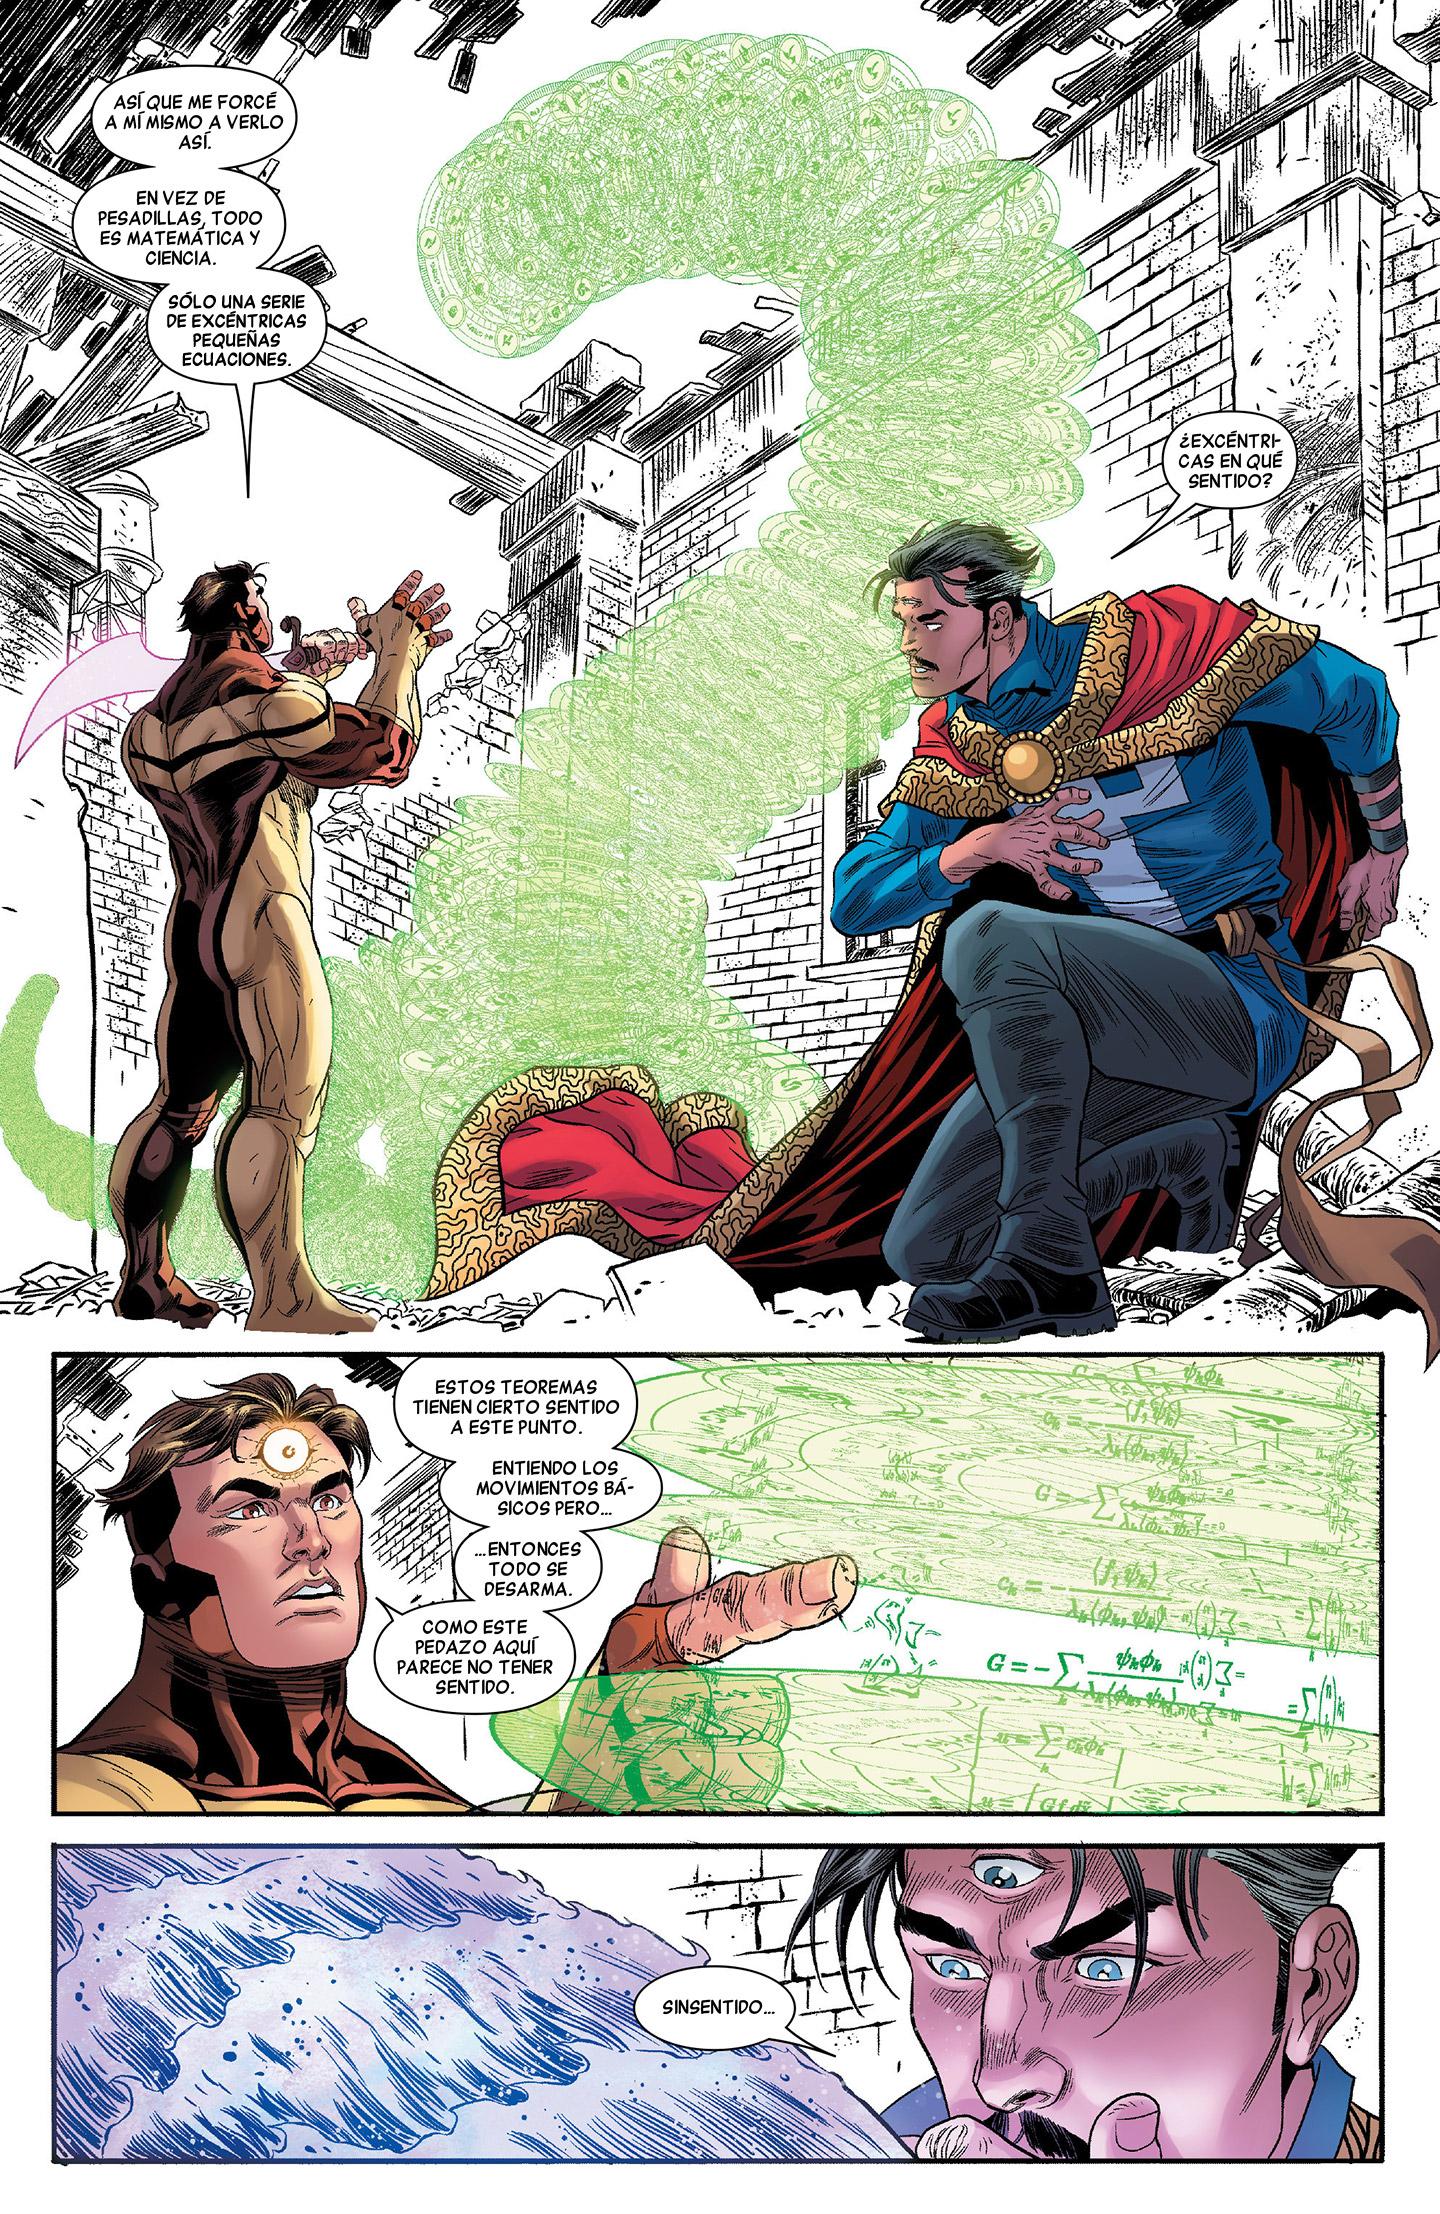 ASÍ QUE ME FORCÉ
A MÍ MISMO A VERLO
ASÍ.
EN VEZ DE
PESADILLAS, TODO
ES MATEMÁTICA Y
CIENCIA.
SÓLO UNA SERIE
DE EXCÉNTRICAS
PEQUEÑAS
ECUACIONES.
¿EXCÉNTRI-
CAS EN QUÉ
SENTIDO?
ESTOS TEOREMAS
TIENEN CIERTO SENTIDO
A ESTE PUNTO.
ENTIENDO LOS
MOVIMIENTOS BÁ-
SICOS PERO...
...ENTONCES
TODO SE
DESARMA.
COMO ESTE
PEDAZO AQUÍ
PARECE NO TENER
SENTIDO.
SINSENTIDO...